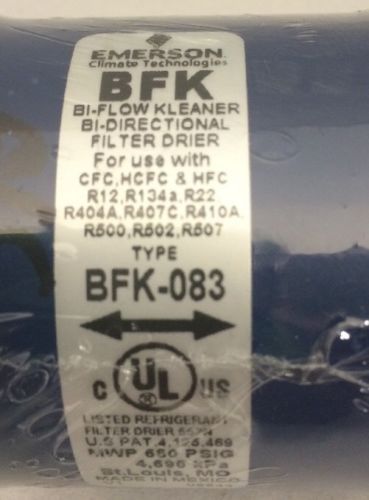 EMERSON
Climate Technologies
BFK
BI-FLOW KLEANER
BI-DIRECTIONAL
FILTER DRIER
For use with
CFC, HCFC & HFC
R12, R134a, R22
R404A, R407C, R410A
R500, R502, R507
TYPE
BFK-083
C UL US
®
LISTED REFRIGERANT
FILTER DRIER
U.S PAT.4,125,469
MWP 650 PSIG
kPa
St.Louis, MO
MADE IN MEXICO